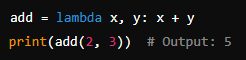 add = lambda x, y: x + y
print(add(2, 3))  # Output: 5